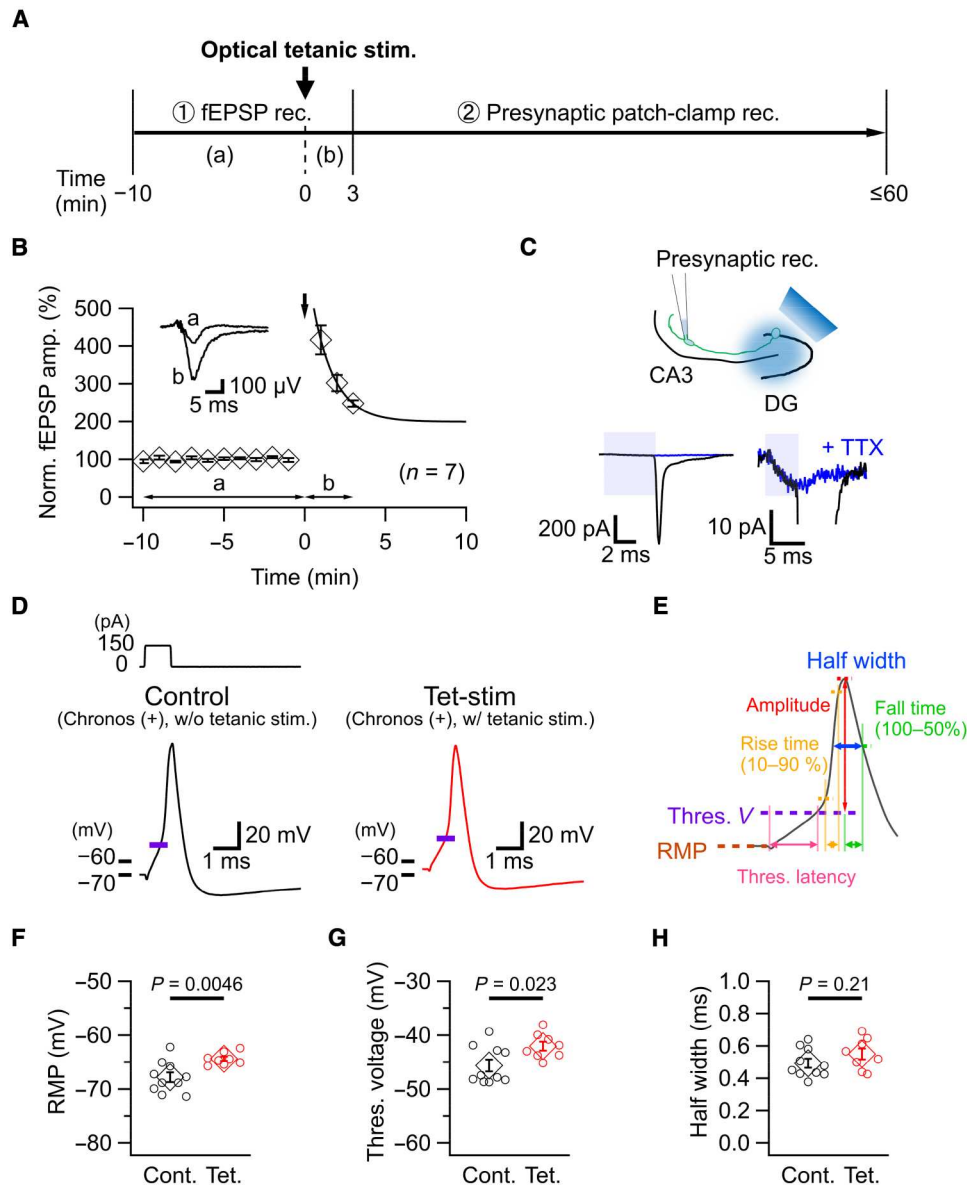 A
Optical tetanic stim.
① fEPSP rec.
② Presynaptic patch-clamp rec.
(a)
(b)
Time
(min)
−10
0
3
≤60
B
Norm. fEPSP amp. (%)
500
400
300
200
100
0
a
b
100 µV
5 ms
(n = 7)
a
b
−10
−5
0
5
10
Time (min)
C
Presynaptic rec.
CA3
DG
+ TTX
200 pA
2 ms
10 pA
5 ms
D
(pA)
150
0
Control
(Chronos (+), w/o tetanic stim.)
(mV)
−60
−70
20 mV
1 ms
Tet-stim
(Chronos (+), w/ tetanic stim.)
(mV)
−60
−70
20 mV
1 ms
E
Half width
Amplitude
Fall time
(100–50%)
Rise time
(10–90 %)
Thres. V
RMP
Thres. latency
F
P = 0.0046
RMP (mV)
−50
−60
−70
−80
Cont. Tet.
G
P = 0.023
Thres. voltage (mV)
−30
−40
−50
−60
Cont. Tet.
H
P = 0.21
Half width (ms)
1.0
0.8
0.6
0.4
0.2
0.0
Cont. Tet.